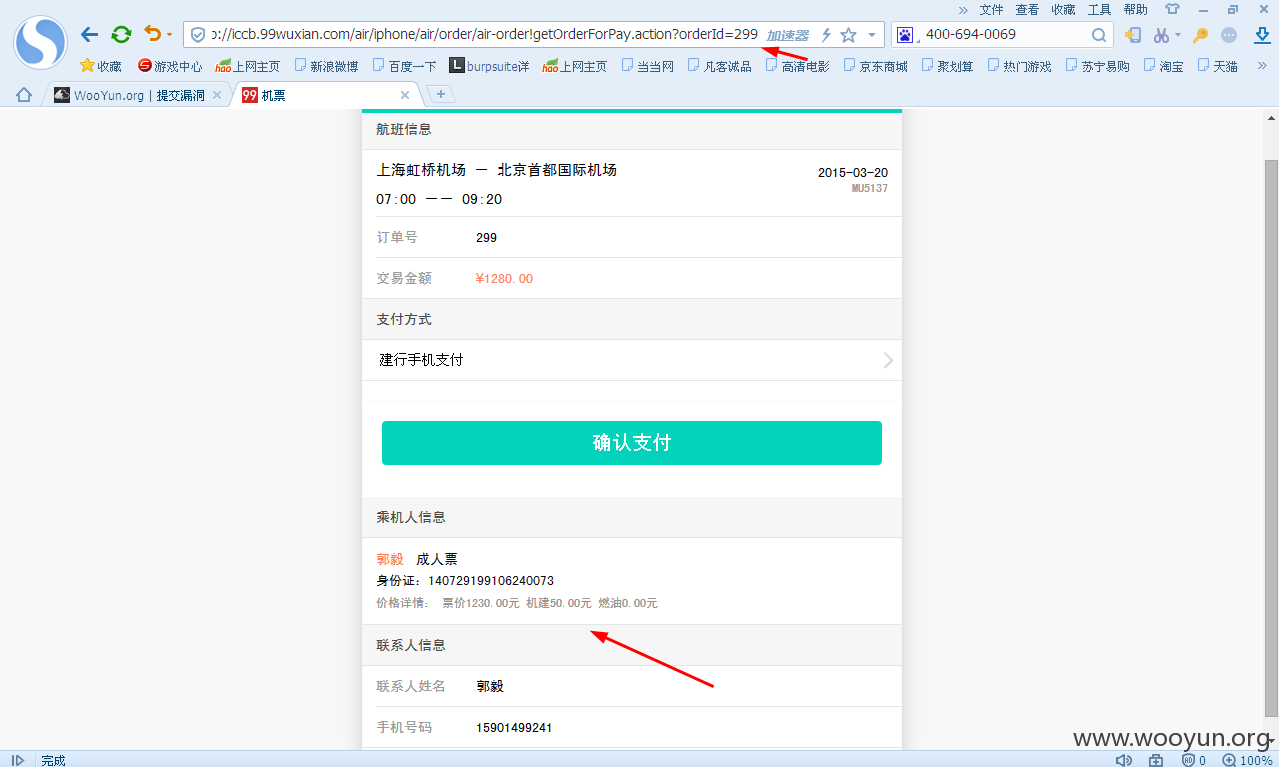 » 文件 查看 收藏 工具 帮助
ɔ://iccb.99wuxian.com/air/iphone/air/order/air-order!getOrderForPay.action?orderId=299 加速器 400-694-0069
收藏 游戏中心 hao 上网主页 新浪微博 百度一下 L burpsuite详 hao 上网主页 当当网 凡客诚品 高清电影 京东商城 聚划算 热门游戏 苏宁易购 淘宝 天猫 »
WooYun.org | 提交漏洞 99 机票
航班信息
上海虹桥机场 — 北京首都国际机场 2015-03-20
MU5137
07:00 —— 09:20
订单号 299
交易金额 ¥1280.00
支付方式
建行手机支付
确认支付
乘机人信息
郭毅 成人票
身份证: 140729199106240073
价格详情: 票价1230.00元 机建50.00元 燃油0.00元
联系人信息
联系人姓名 郭毅
手机号码 15901499241
www.wooyun.org
完成 0 100%